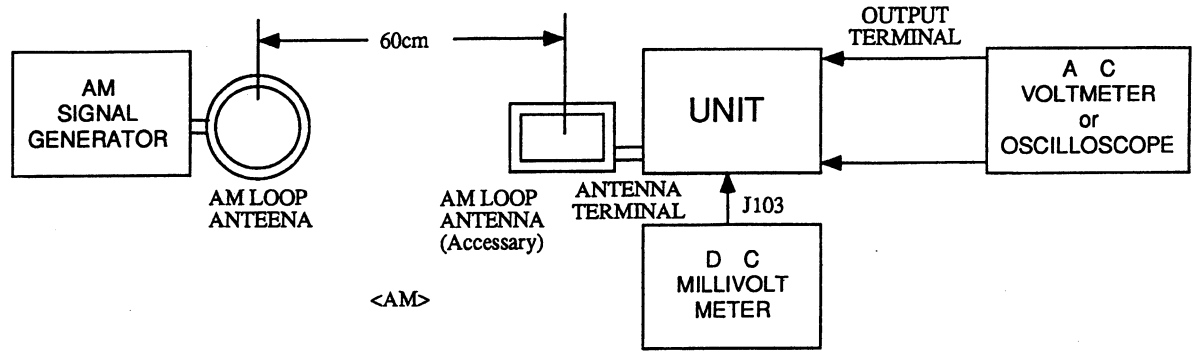 AM
SIGNAL
GENERATOR
AM LOOP
ANTEENA
60cm
AM LOOP
ANTENNA
(Accessary)
ANTENNA
TERMINAL
UNIT
OUTPUT
TERMINAL
A C
VOLTMETER
or
OSCILLOSCOPE
J103
D C
MILLIVOLT
METER
<AM>